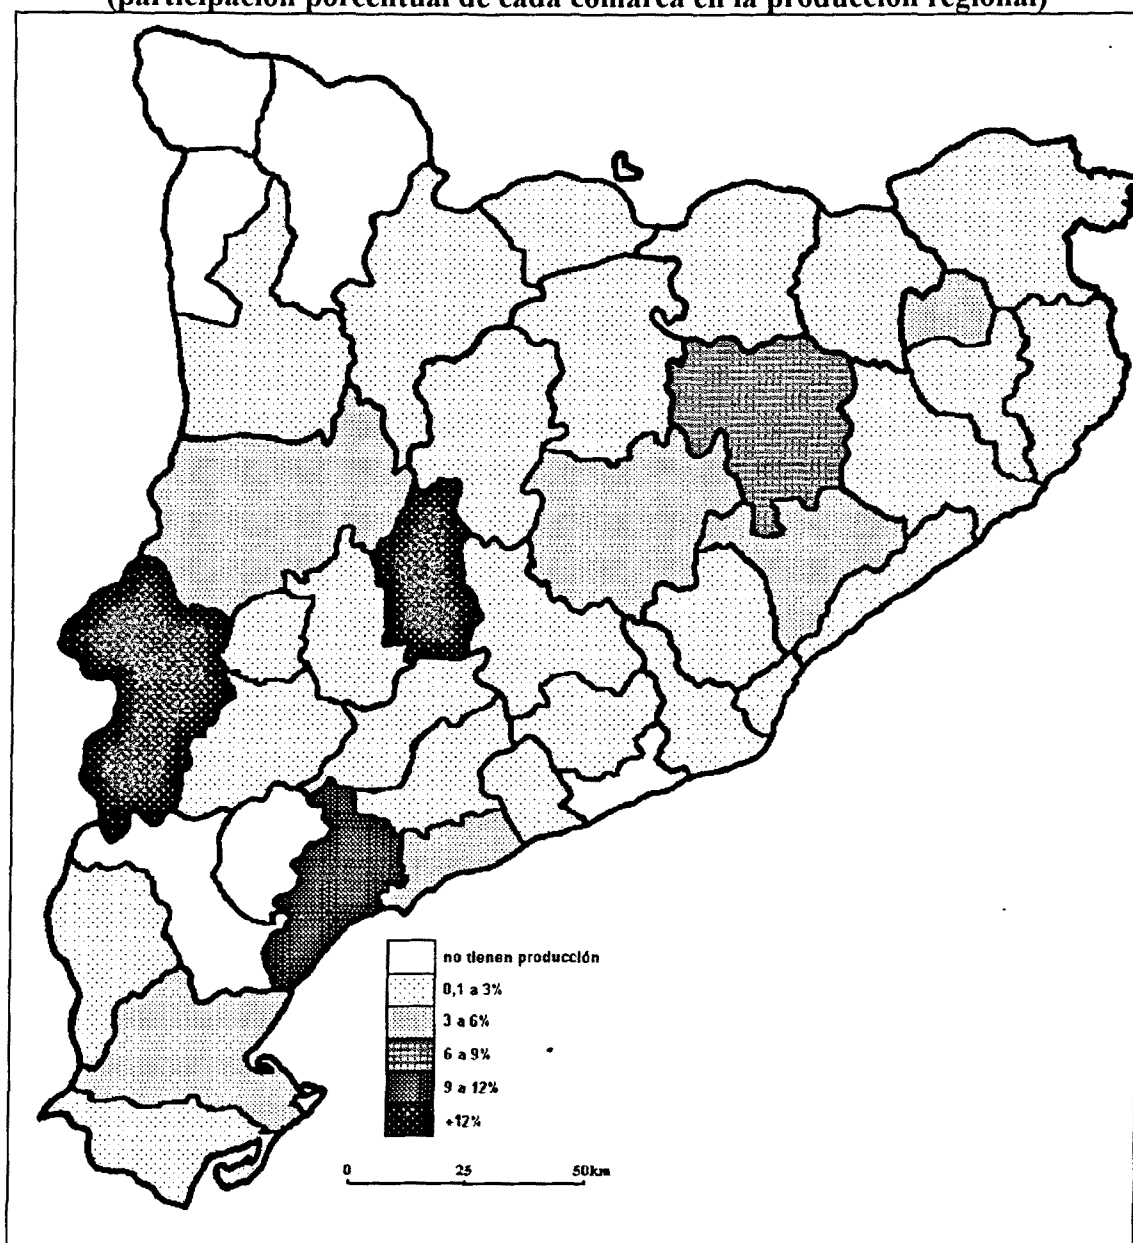 (participación porcentual de cada comarca en la producción regional)
no tienen producción
0,1 a 3%
3 a 6%
6 a 9%
9 a 12%
+12%
0 25 50km